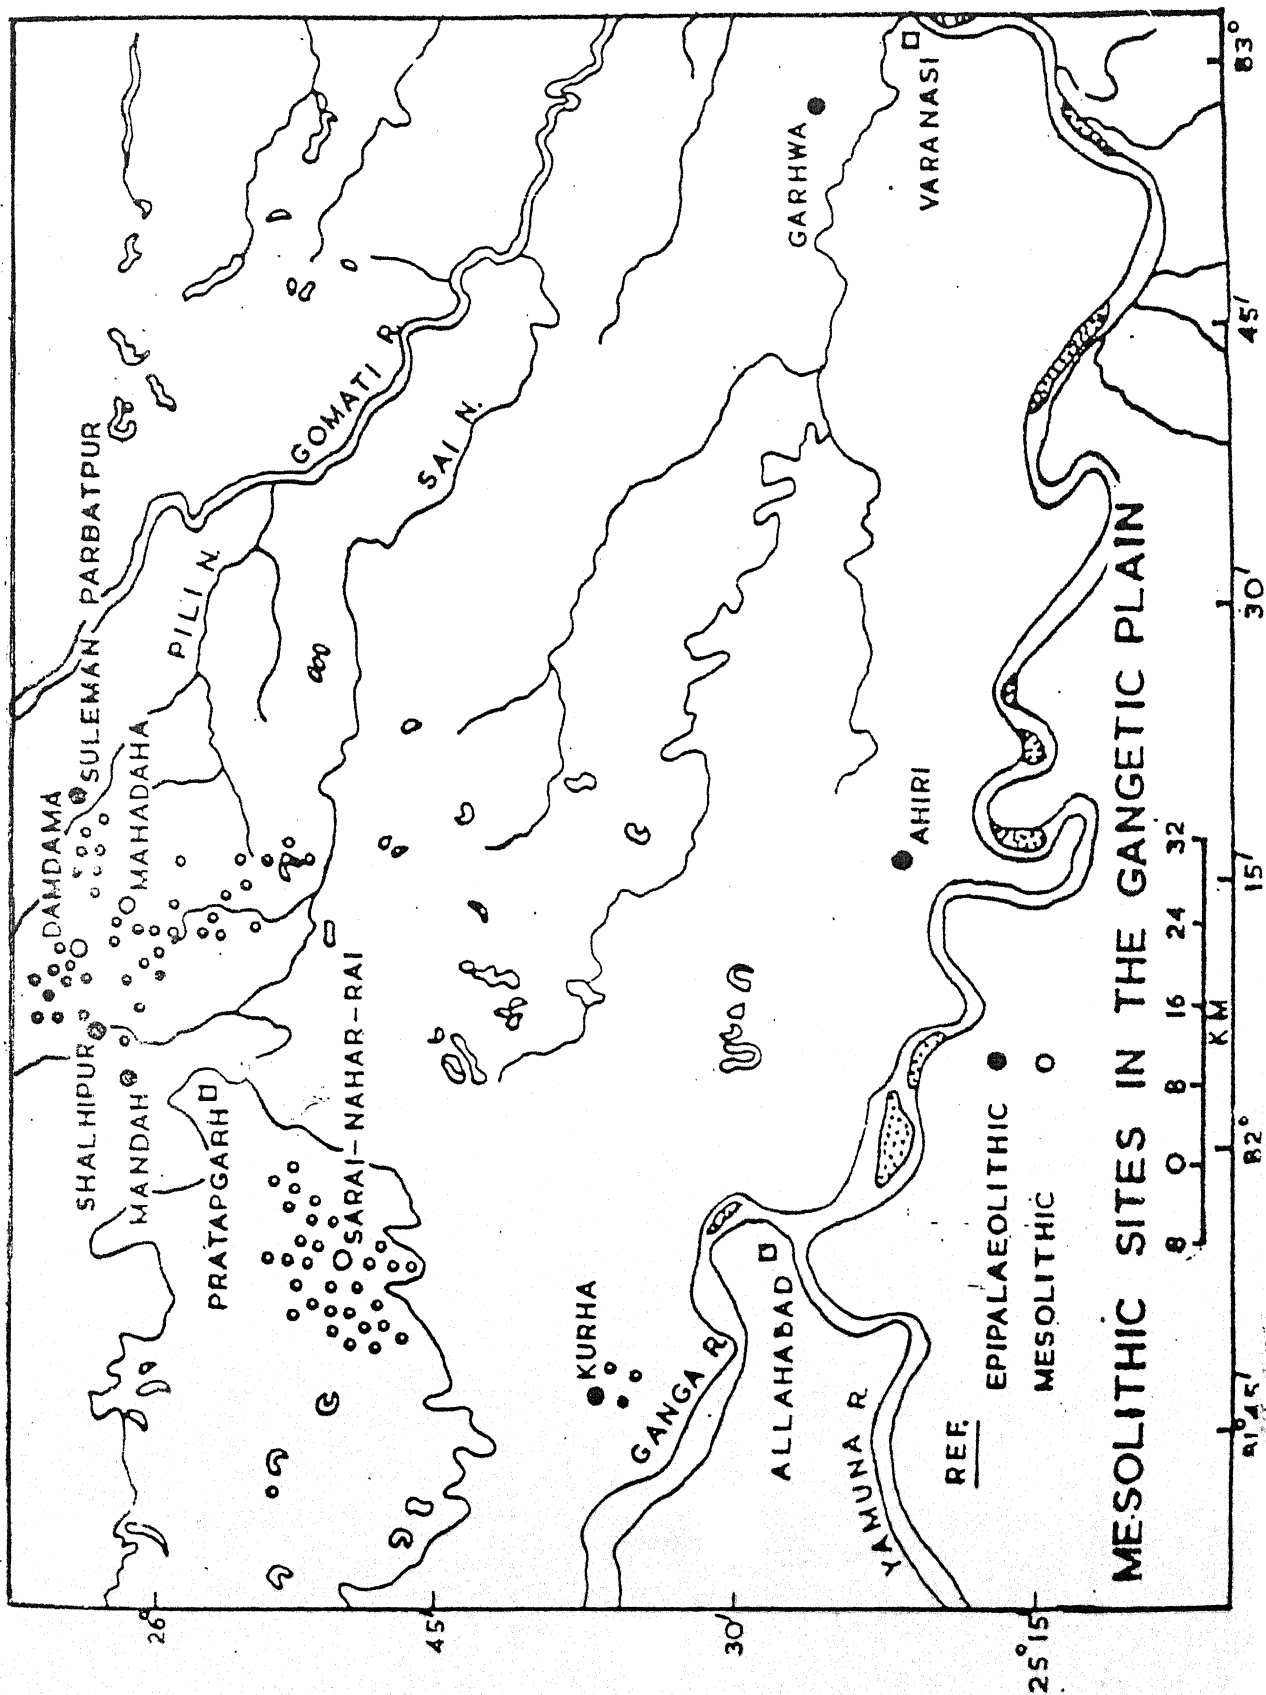 DAMDAMA
SULEMAN PARBATPUR
MAHADAHA
SHALHIPUR
MANDAH
PRATAPGARH
SARAI-NAHAR-RAI
PILI N.
GOMATI R.
SAI N.
KURHA
GANGA R.
ALLAHABAD
YAMUNA R.
AHIRI
GARHWA
VARANASI
REF.
EPIPALAEOLITHIC
MESOLITHIC
MESOLITHIC SITES IN THE GANGETIC PLAIN
8 0 8 16 24 32
KM
26°
45'
30'
25° 15'
81° 45'
82°
15'
30'
45'
83°